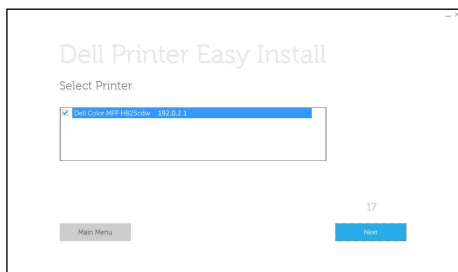 Dell Printer Easy Install
Select Printer
Dell Color MFP H825cdw 192.0.2.1
17
Main Menu
Next